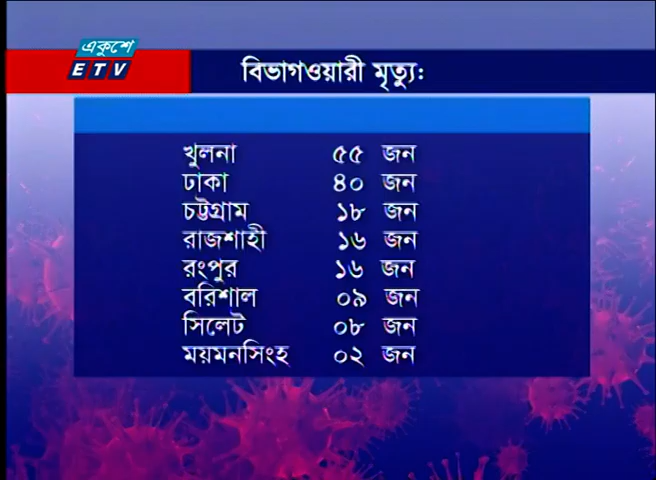 একুশে
ETV
বিভাগওয়ারী মৃত্যু:
খুলনা ৫৫ জন
ঢাকা ৪০ জন
চট্টগ্রাম ১৮ জন
রাজশাহী ১৬ জন
রংপুর ১৬ জন
বরিশাল ০৯ জন
সিলেট ০৮ জন
ময়মনসিংহ ০২ জন